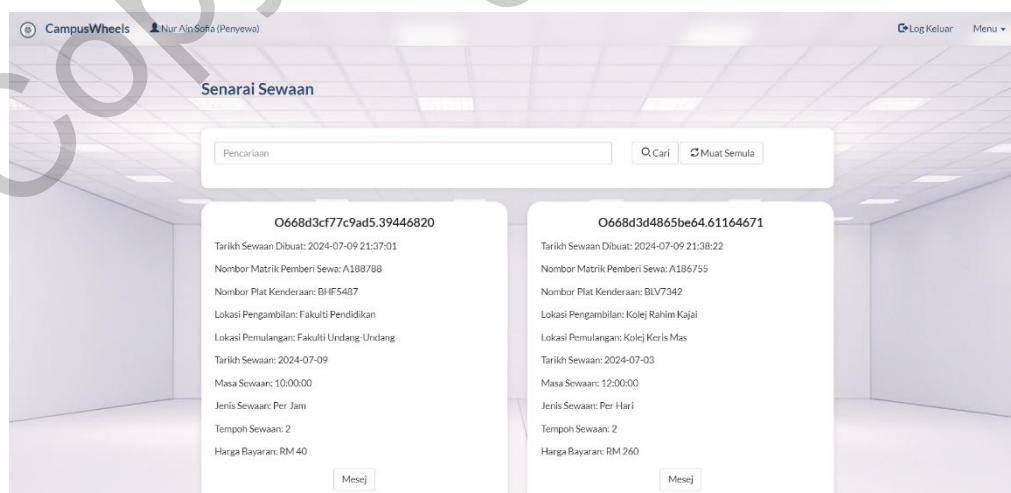 CampusWheels Nur Ain Sofia (Penyewa) Log Keluar Menu
Senarai Sewaan
Pencariaan Cari Muat Semula
O668d3cf77c9ad5.39446820
Tarikh Sewaan Dibuat: 2024-07-09 21:37:01
Nombor Matrik Pemberi Sewa: A188788
Nombor Plat Kenderaan: BHF5487
Lokasi Pengambilan: Fakulti Pendidikan
Lokasi Pemulangan: Fakulti Undang-Undang
Tarikh Sewaan: 2024-07-09
Masa Sewaan: 10:00:00
Jenis Sewaan: Per Jam
Tempoh Sewaan: 2
Harga Bayaran: RM 40
Mesej
O668d3d4865be64.61164671
Tarikh Sewaan Dibuat: 2024-07-09 21:38:22
Nombor Matrik Pemberi Sewa: A186755
Nombor Plat Kenderaan: BLV7342
Lokasi Pengambilan: Kolej Rahim Kajai
Lokasi Pemulangan: Kolej Keris Mas
Tarikh Sewaan: 2024-07-03
Masa Sewaan: 12:00:00
Jenis Sewaan: Per Hari
Tempoh Sewaan: 2
Harga Bayaran: RM 260
Mesej